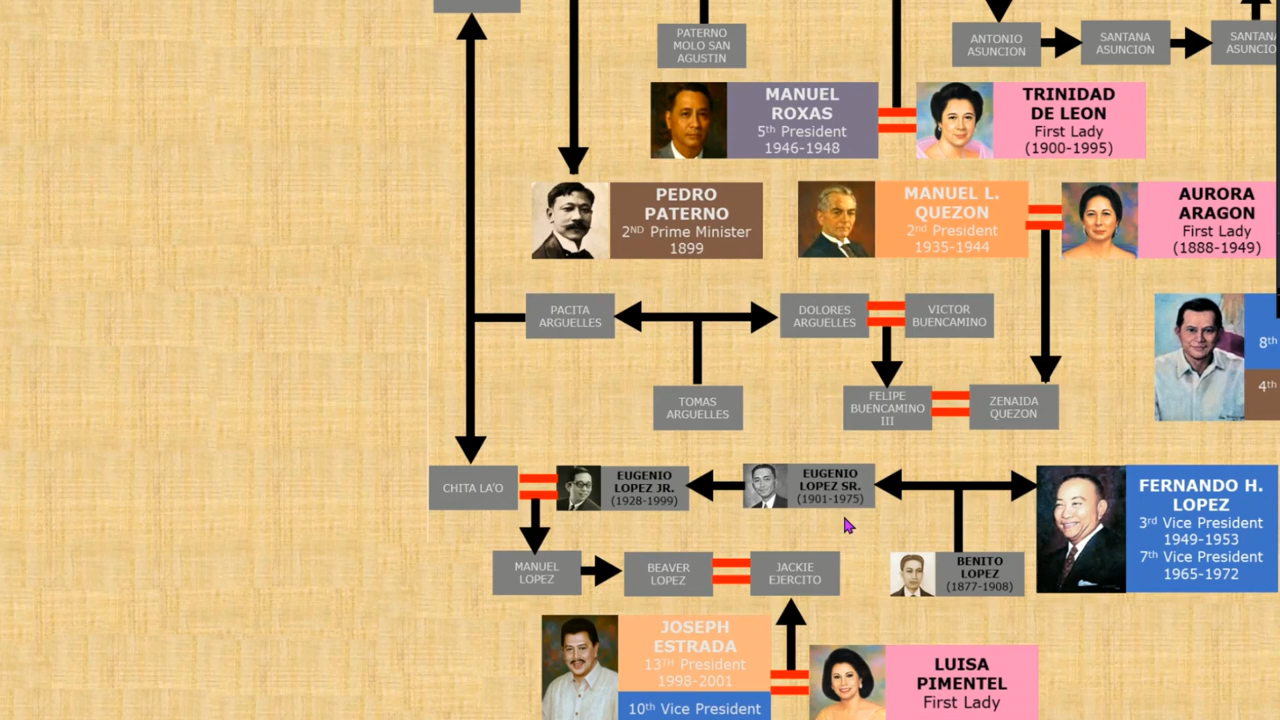 PATERNO
MOLO SAN
AGUSTIN
ANTONIO
ASUNCION
SANTANA
ASUNCION
MANUEL
ROXAS
5th President
1946-1948
TRINIDAD
DE LEON
First Lady
(1900-1995)
PEDRO
PATERNO
2ND Prime Minister
1899
MANUEL L.
QUEZON
2nd President
1935-1944
AURORA
ARAGON
First Lady
(1888-1949)
PACITA
ARGUELLES
DOLORES
ARGUELLES
VICTOR
BUENCAMINO
8th
4th
TOMAS
ARGUELLES
FELIPE
BUENCAMINO
III
ZENAIDA
QUEZON
CHITA LA'O
EUGENIO
LOPEZ JR.
(1928-1999)
EUGENIO
LOPEZ SR.
(1901-1975)
FERNANDO H.
LOPEZ
3rd Vice President
1949-1953
7th Vice President
1965-1972
MANUEL
LOPEZ
BEAVER
LOPEZ
JACKIE
EJERCITO
BENITO
LOPEZ
(1877-1908)
JOSEPH
ESTRADA
13TH President
1998-2001
10th Vice President
LUISA
PIMENTEL
First Lady